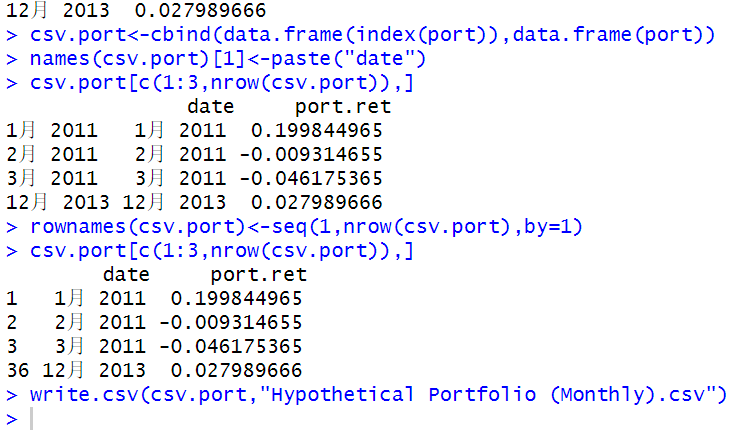 12月 2013  0.027989666
> csv.port<-cbind(data.frame(index(port)),data.frame(port))
> names(csv.port)[1]<-paste("date")
> csv.port[c(1:3,nrow(csv.port)),]
              date     port.ret
1月 2011   1月 2011  0.199844965
2月 2011   2月 2011 -0.009314655
3月 2011   3月 2011 -0.046175365
12月 2013 12月 2013  0.027989666
> rownames(csv.port)<-seq(1,nrow(csv.port),by=1)
> csv.port[c(1:3,nrow(csv.port)),]
        date     port.ret
1   1月 2011  0.199844965
2   2月 2011 -0.009314655
3   3月 2011 -0.046175365
36 12月 2013  0.027989666
> write.csv(csv.port,"Hypothetical Portfolio (Monthly).csv")
>